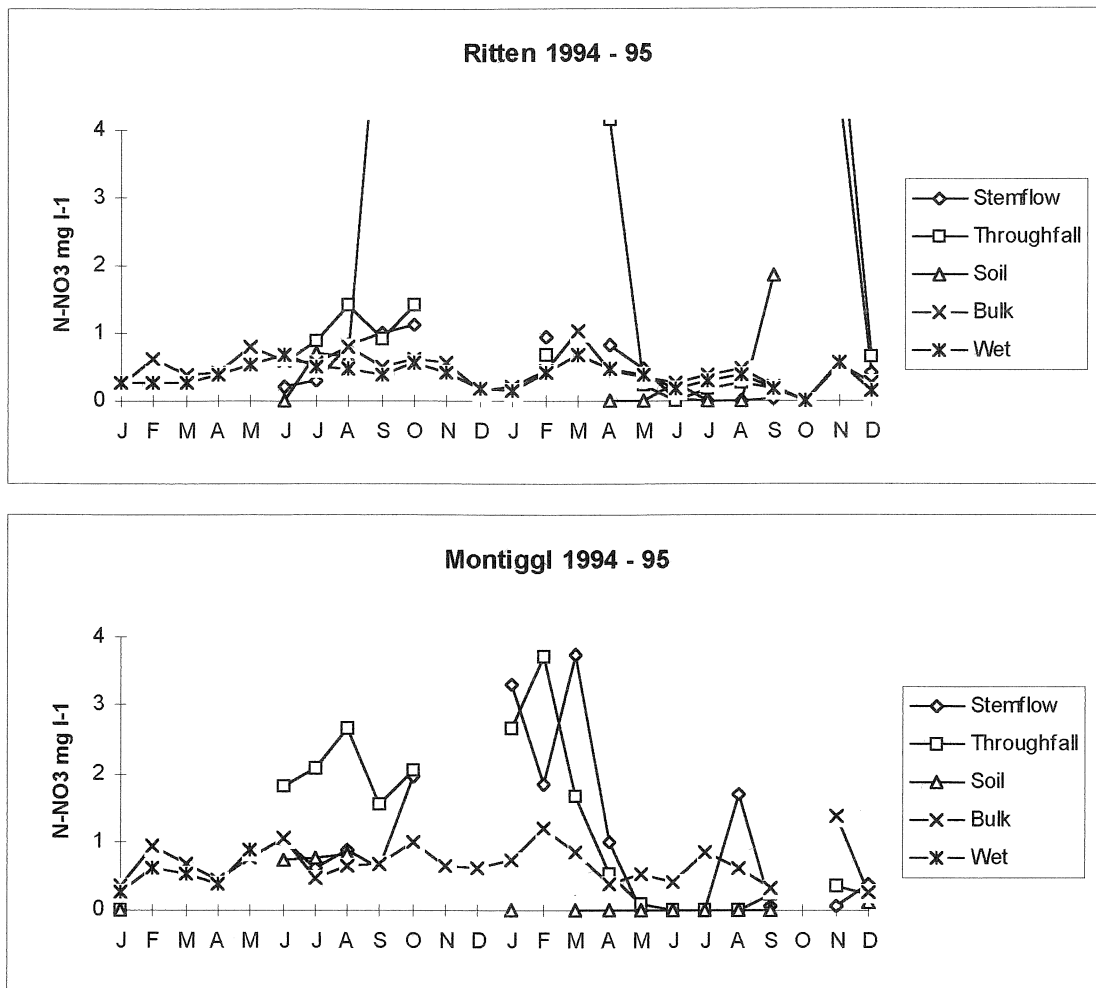 Ritten 1994 - 95
N-NO3 mg l-1
4
3
2
1
0
J F M A M J J A S O N D J F M A M J J A S O N D
Stemflow
Throughfall
Soil
Bulk
Wet
Montiggl 1994 - 95
N-NO3 mg l-1
4
3
2
1
0
J F M A M J J A S O N D J F M A M J J A S O N D
Stemflow
Throughfall
Soil
Bulk
Wet